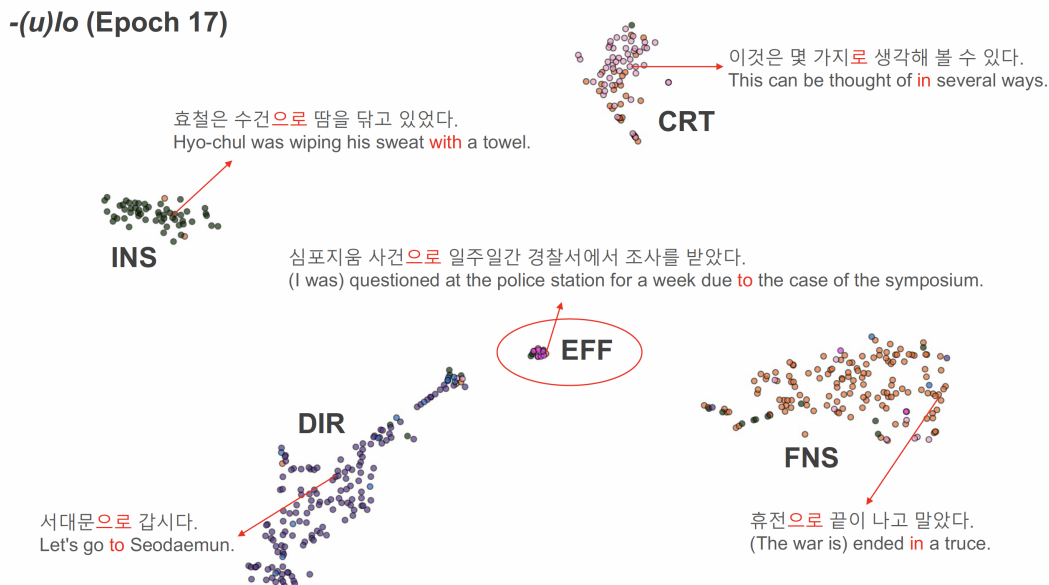 -(u)lo (Epoch 17)
이것은 몇 가지로 생각해 볼 수 있다.
This can be thought of in several ways.
CRT
효철은 수건으로 땀을 닦고 있었다.
Hyo-chul was wiping his sweat with a towel.
INS
심포지움 사건으로 일주일간 경찰서에서 조사를 받았다.
(I was) questioned at the police station for a week due to the case of the symposium.
EFF
DIR
FNS
서대문으로 갑시다.
Let's go to Seodaemun.
휴전으로 끝이 나고 말았다.
(The war is) ended in a truce.